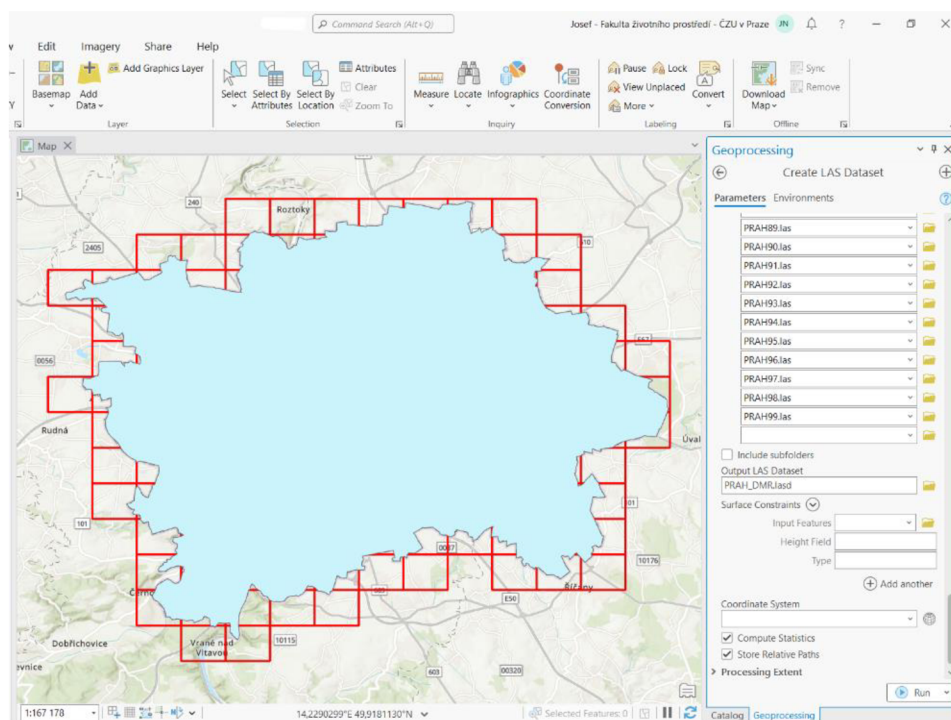 Command Search (Alt+Q)
Josef - Fakulta životního prostředí - ČZU v Praze
JN
?
w
Edit
Imagery
Share
Help
Basemap
Add Data
Add Graphics Layer
Layer
Select
Select By Attributes
Select By Location
Attributes
Clear
Zoom To
Selection
Measure
Locate
Infographics
Coordinate Conversion
Inquiry
Pause
Lock
View Unplaced
More
Convert
Labeling
Download Map
Sync
Remove
Offline
Map
240
Roztoky
2405
610
0056
E67
Rudná
Úval
101
101
0007
10176
Říčany
E50
Dobřichovice
Vrané nad Vltavou
10115
evnice
603
00320
1:167 178
14,2290299°E 49,9181130°N
Selected Features: 0
Geoprocessing
Create LAS Dataset
Parameters
Environments
PRAH89.las
PRAH90.las
PRAH91.las
PRAH92.las
PRAH93.las
PRAH94.las
PRAH95.las
PRAH96.las
PRAH97.las
PRAH98.las
PRAH99.las
Include subfolders
Output LAS Dataset
PRAH_DMR.lasd
Surface Constraints
Input Features
Height Field
Type
Add another
Coordinate System
Compute Statistics
Store Relative Paths
Processing Extent
Run
Catalog
Geoprocessing